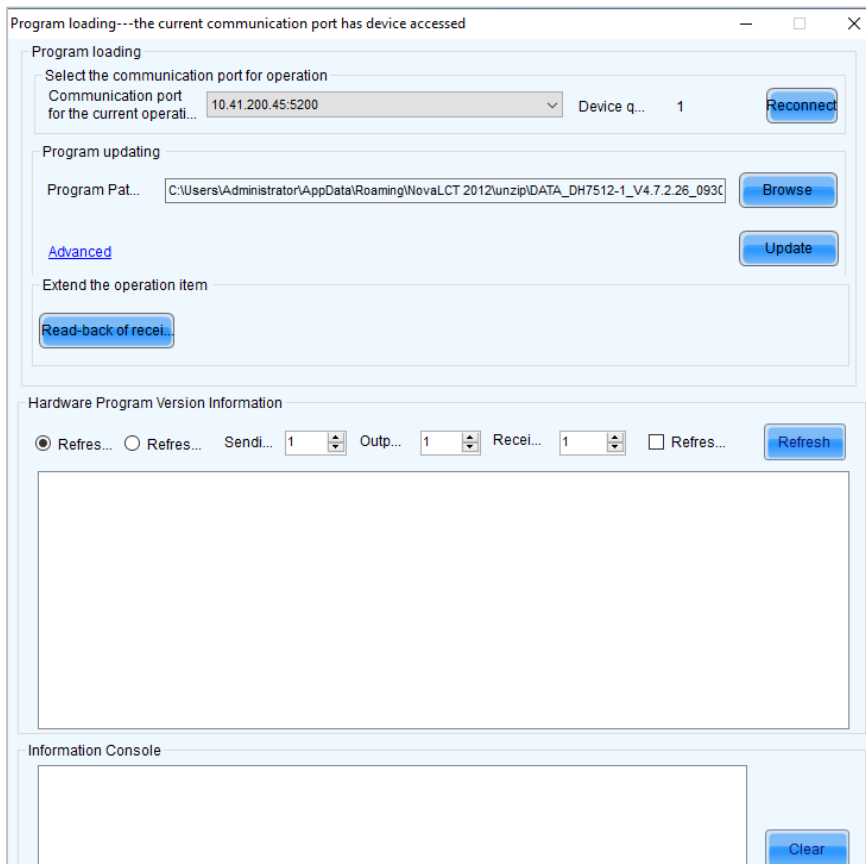 Program loading---the current communication port has device accessed
Program loading
Select the communication port for operation
Communication port
for the current operati...
10.41.200.45:5200
Device q...
1
Reconnect
Program updating
Program Pat...
C:\Users\Administrator\AppData\Roaming\NovaLCT 2012\unzip\DATA_DH7512-1_V4.7.2.26_093
Browse
Advanced
Update
Extend the operation item
Read-back of recei...
Hardware Program Version Information
Refres...
Refres...
Sendi...
1
Outp...
1
Recei...
1
Refres...
Refresh
Information Console
Clear